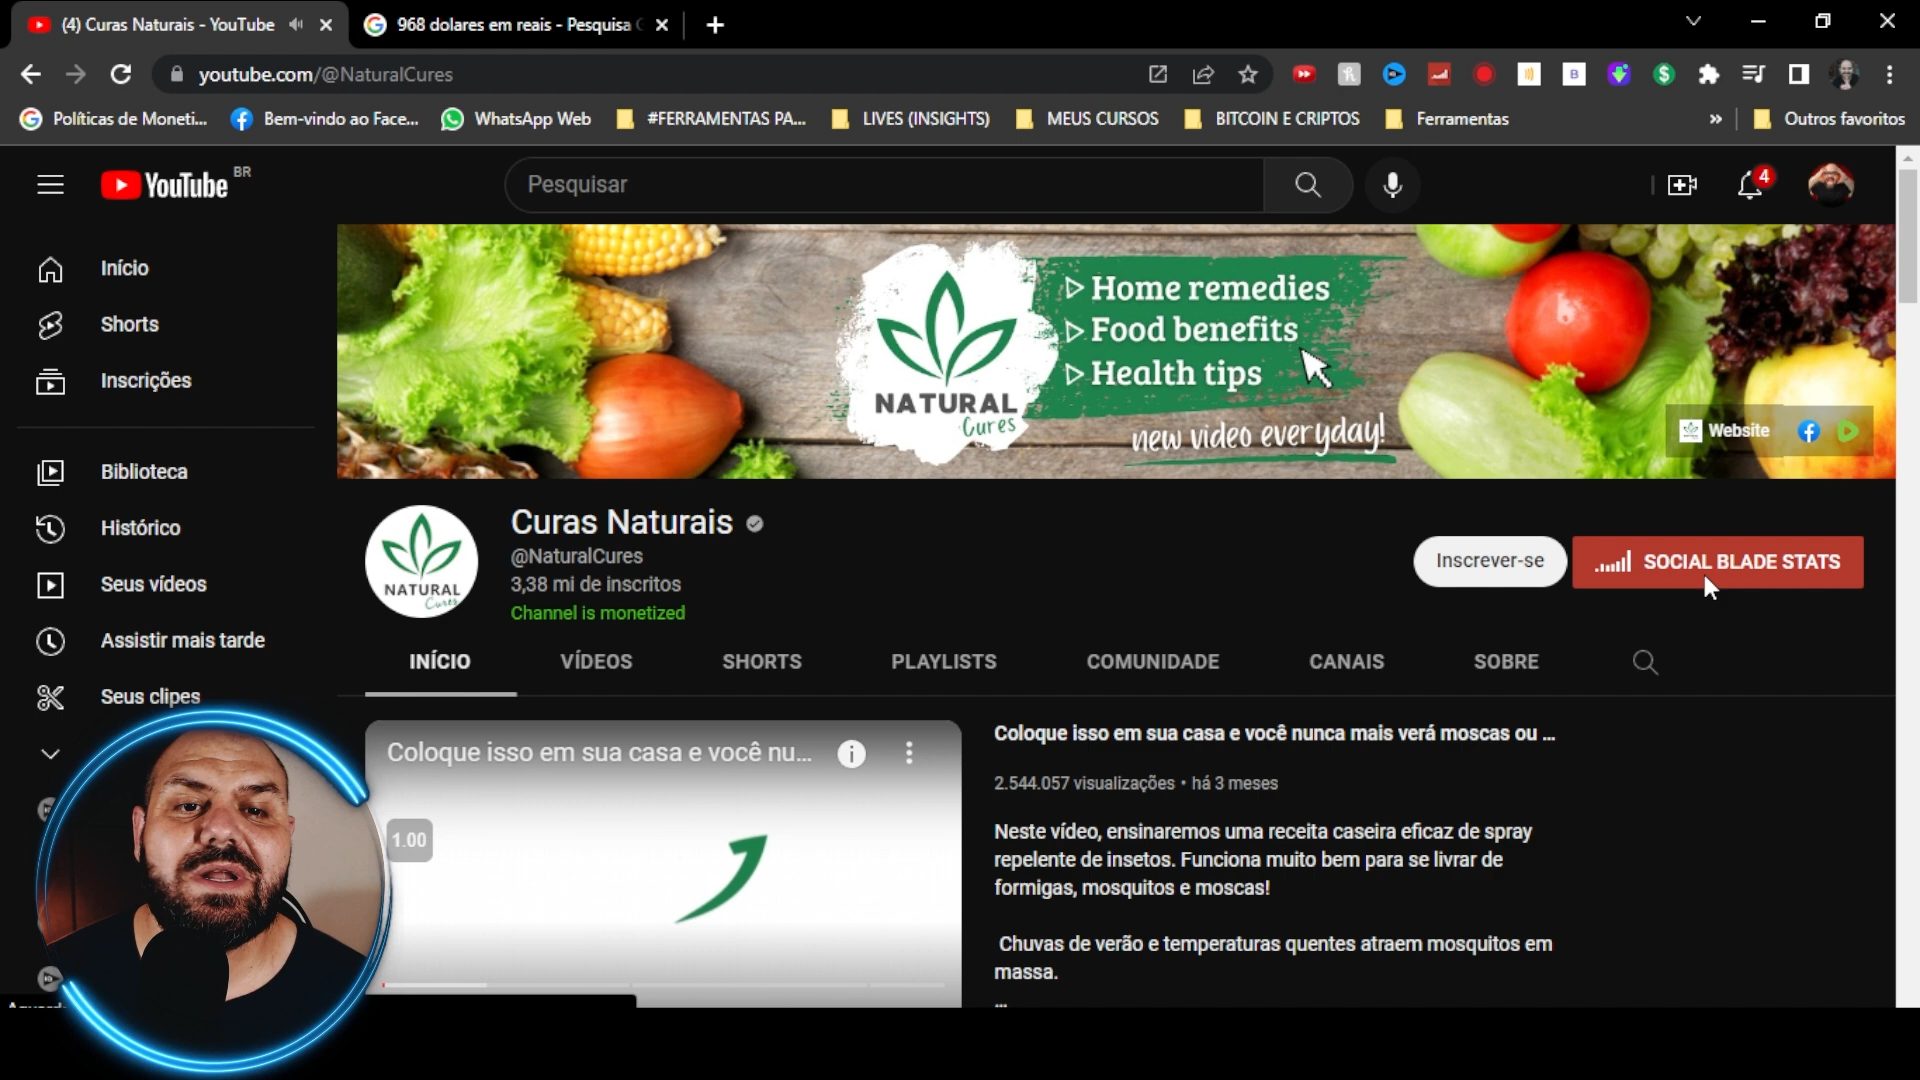 (4) Curas Naturais - YouTube
968 dolares em reais - Pesquisa
youtube.com/@NaturalCures
Políticas de Moneti...
Bem-vindo ao Face...
WhatsApp Web
#FERRAMENTAS PA...
LIVES (INSIGHTS)
MEUS CURSOS
BITCOIN E CRIPTOS
Ferramentas
»
Outros favoritos
YouTube BR
Pesquisar
4
Início
Shorts
Inscrições
Biblioteca
Histórico
Seus vídeos
Assistir mais tarde
Seus clipes
NATURAL
Cures
Home remedies
Food benefits
Health tips
new video everyday!
Website
NATURAL
Cures
Curas Naturais
@NaturalCures
3,38 mi de inscritos
Channel is monetized
Inscrever-se
SOCIAL BLADE STATS
INÍCIO
VÍDEOS
SHORTS
PLAYLISTS
COMUNIDADE
CANAIS
SOBRE
Coloque isso em sua casa e você nu...
1.00
Coloque isso em sua casa e você nunca mais verá moscas ou ...
2.544.057 visualizações • há 3 meses
Neste vídeo, ensinaremos uma receita caseira eficaz de spray
repelente de insetos. Funciona muito bem para se livrar de
formigas, mosquitos e moscas!
Chuvas de verão e temperaturas quentes atraem mosquitos em
massa.
...